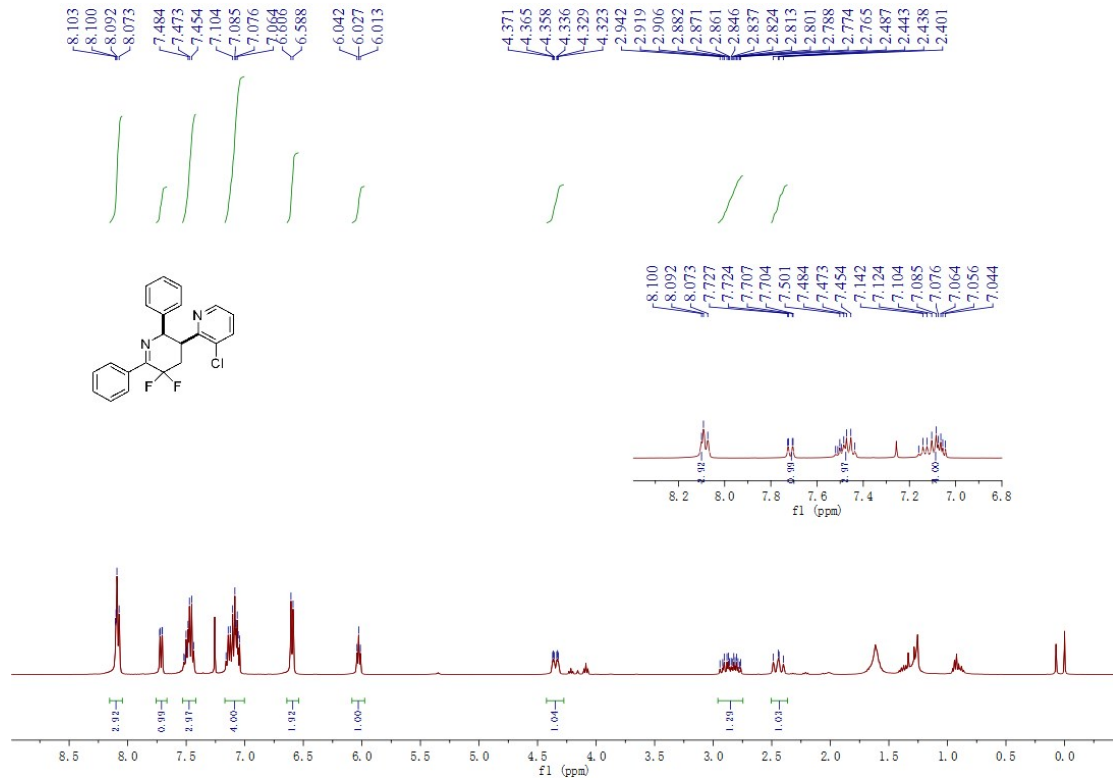 8.103 8.100 8.092 8.073 7.484 7.473 7.454 7.104 7.085 7.076 7.064 6.606 6.588 6.042 6.027 6.013 4.371 4.365 4.358 4.336 4.329 4.323 2.942 2.919 2.906 2.882 2.871 2.861 2.846 2.837 2.824 2.813 2.801 2.788 2.774 2.765 2.487 2.443 2.438 2.401
8.100 8.092 8.073 7.727 7.724 7.707 7.704 7.501 7.484 7.473 7.454 7.142 7.124 7.104 7.085 7.076 7.064 7.056 7.044
N
N
Cl
F F
2.92 0.99 2.97 4.00
8.2 8.0 7.8 7.6 7.4 7.2 7.0 6.8
f1 (ppm)
2.92 0.99 2.97 4.00 1.92 1.00 1.04 1.29 1.03
8.5 8.0 7.5 7.0 6.5 6.0 5.5 5.0 4.5 4.0 3.5 3.0 2.5 2.0 1.5 1.0 0.5 0.0
f1 (ppm)